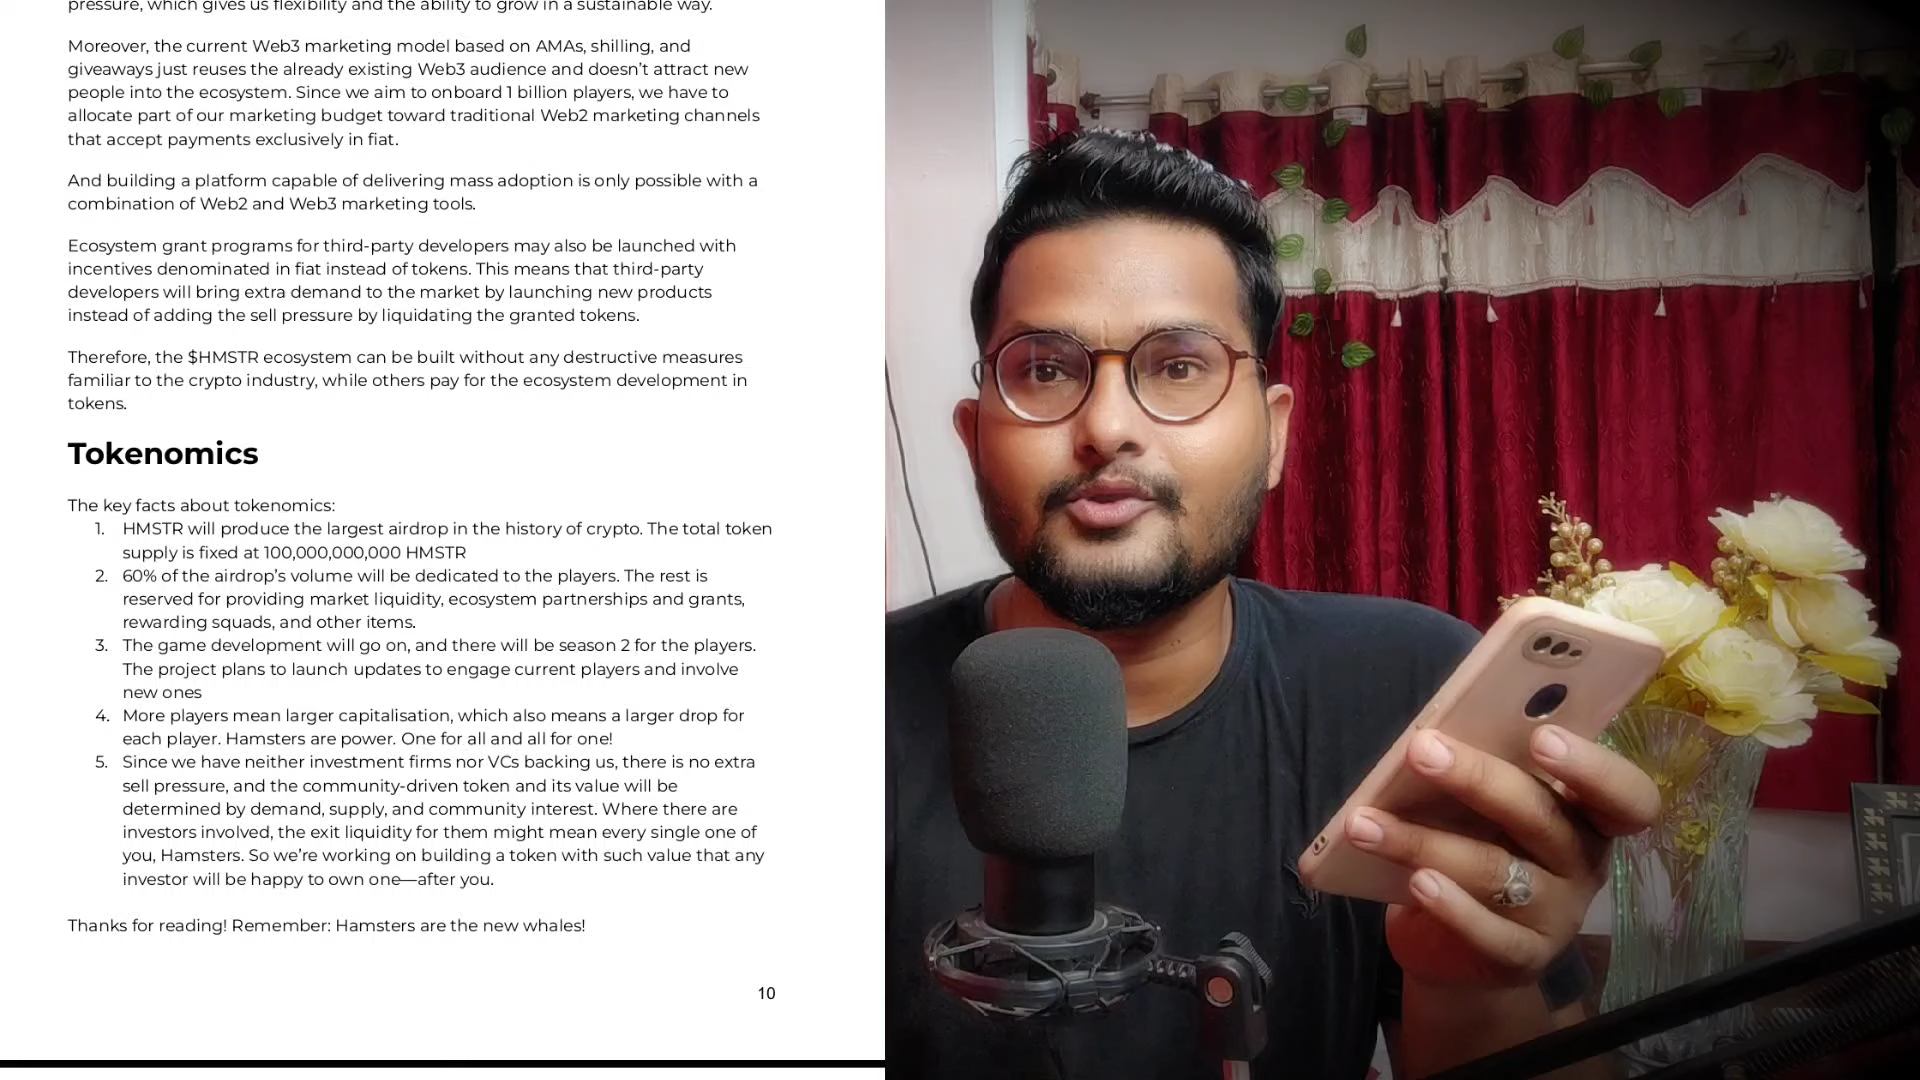 pressure, which gives us flexibility and the ability to grow in a sustainable way.
Moreover, the current Web3 marketing model based on AMAs, shilling, and
giveaways just reuses the already existing Web3 audience and doesn't attract new
people into the ecosystem. Since we aim to onboard 1 billion players, we have to
allocate part of our marketing budget toward traditional Web2 marketing channels
that accept payments exclusively in fiat.
And building a platform capable of delivering mass adoption is only possible with a
combination of Web2 and Web3 marketing tools.
Ecosystem grant programs for third-party developers may also be launched with
incentives denominated in fiat instead of tokens. This means that third-party
developers will bring extra demand to the market by launching new products
instead of adding the sell pressure by liquidating the granted tokens.
Therefore, the $HMSTR ecosystem can be built without any destructive measures
familiar to the crypto industry, while others pay for the ecosystem development in
tokens.
Tokenomics
The key facts about tokenomics:
1. HMSTR will produce the largest airdrop in the history of crypto. The total token
supply is fixed at 100,000,000,000 HMSTR
2. 60% of the airdrop's volume will be dedicated to the players. The rest is
reserved for providing market liquidity, ecosystem partnerships and grants,
rewarding squads, and other items.
3. The game development will go on, and there will be season 2 for the players.
The project plans to launch updates to engage current players and involve
new ones
4. More players mean larger capitalisation, which also means a larger drop for
each player. Hamsters are power. One for all and all for one!
5. Since we have neither investment firms nor VCs backing us, there is no extra
sell pressure, and the community-driven token and its value will be
determined by demand, supply, and community interest. Where there are
investors involved, the exit liquidity for them might mean every single one of
you, Hamsters. So we're working on building a token with such value that any
investor will be happy to own one—after you.
Thanks for reading! Remember: Hamsters are the new whales!
10